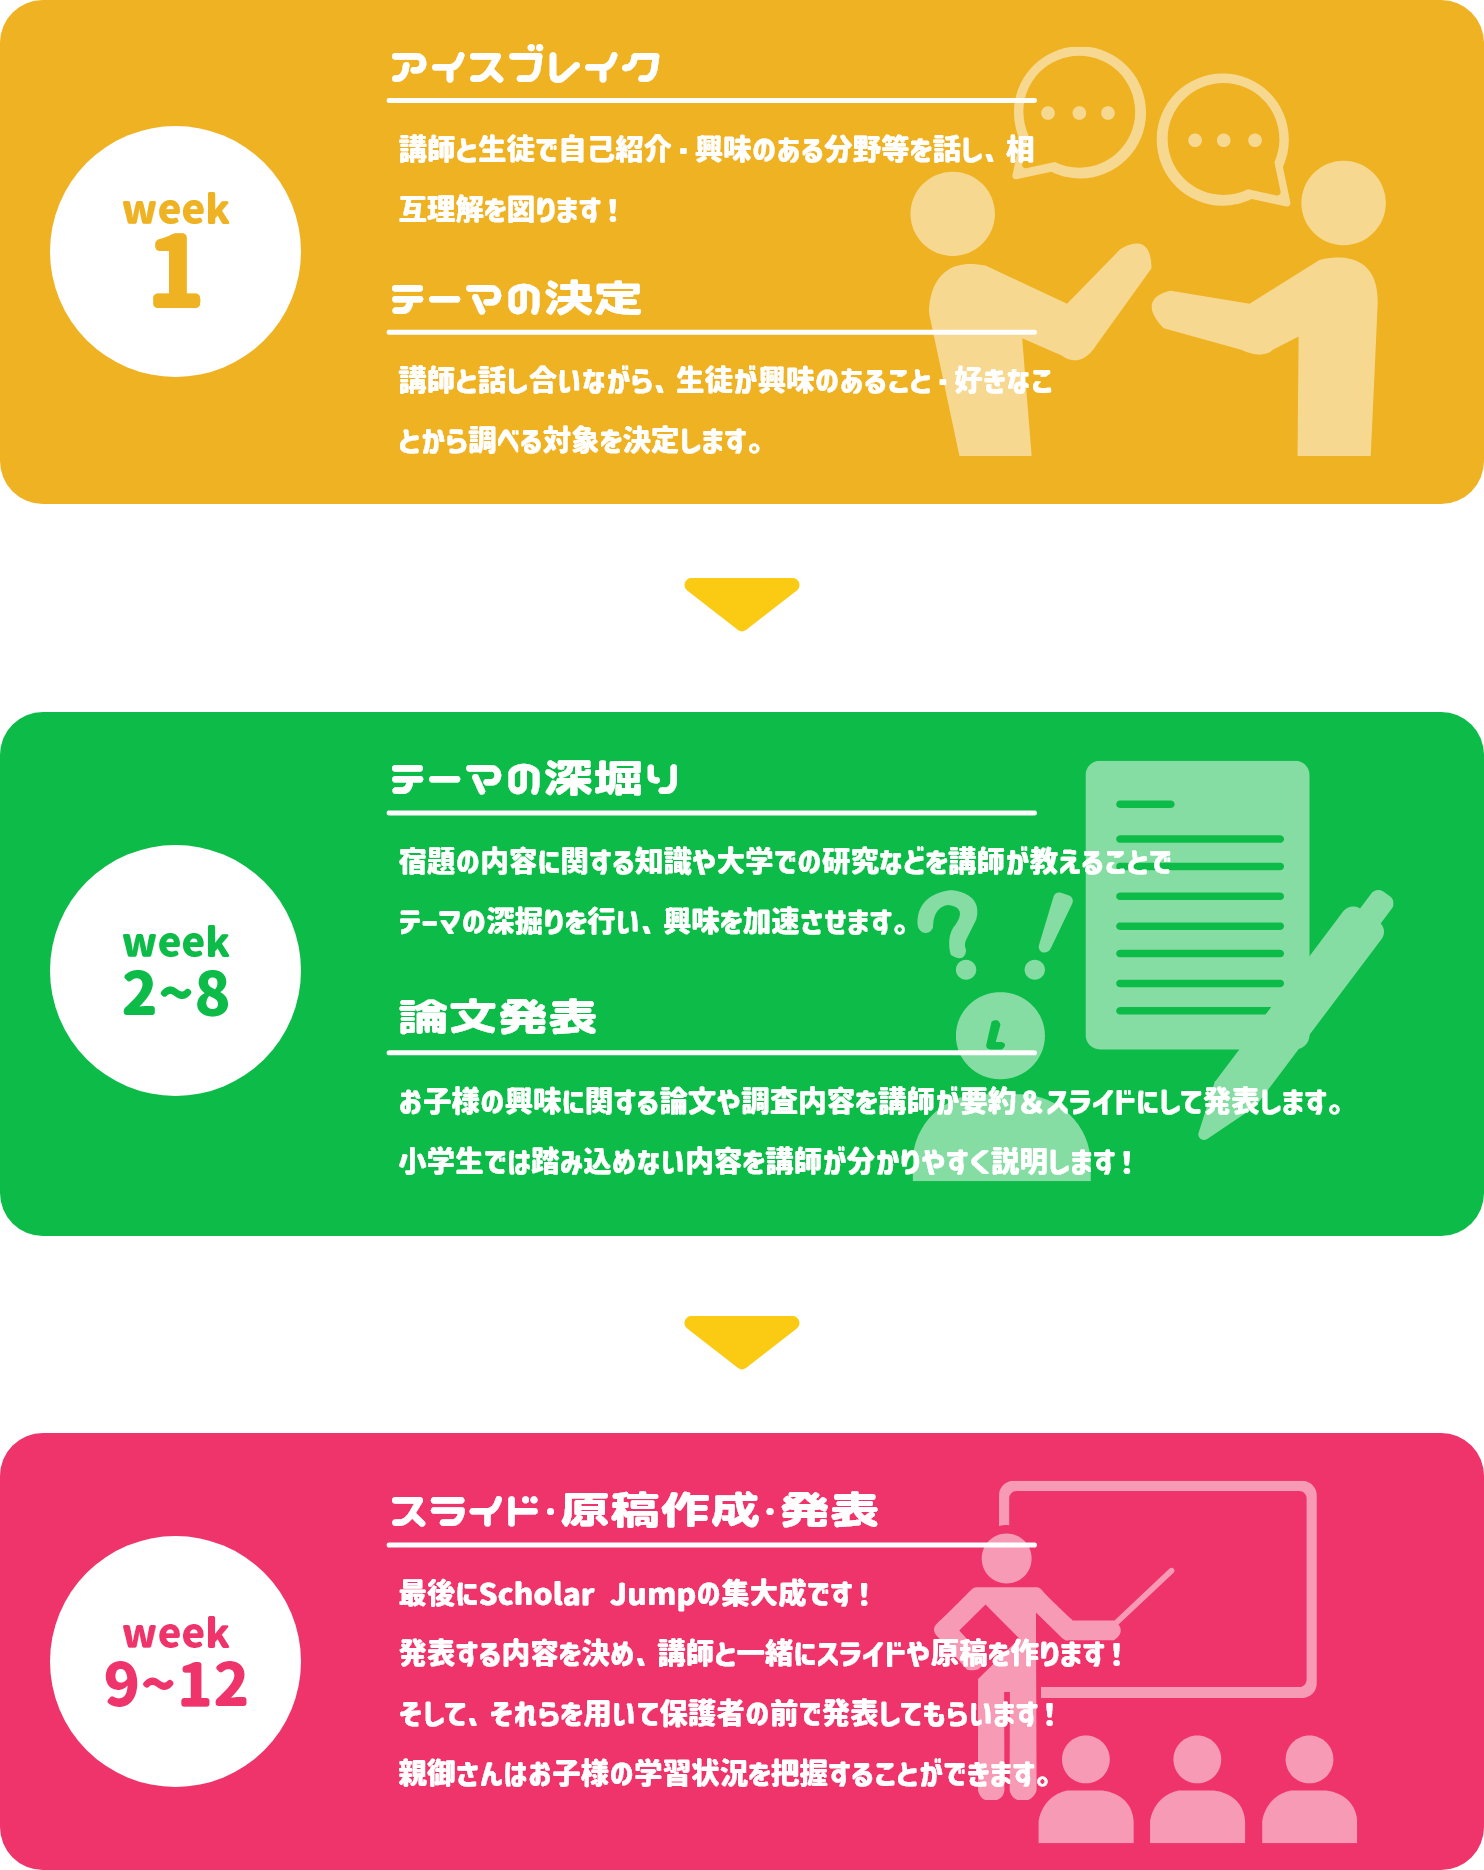 アイスブレイク
講師と生徒で自己紹介・興味のある分野等を話し、相
互理解を図ります！
week
1
テーマの決定
講師と話し合いながら、生徒が興味のあること・好きなこ
とから調べる対象を決定します。
テーマの深掘り
宿題の内容に関する知識や大学での研究などを講師が教えることで
テーマの深掘りを行い、興味を加速させます。
week
2~8
論文発表
お子様の興味に関する論文や調査内容を講師が要約＆スライドにして発表します。
小学生では踏み込めない内容を講師が分かりやすく説明します！
スライド・原稿作成・発表
最後にScholar Jumpの集大成です！
発表する内容を決め、講師と一緒にスライドや原稿を作ります！
week
9~12
そして、それらを用いて保護者の前で発表してもらいます！
親御さんはお子様の学習状況を把握することができます。